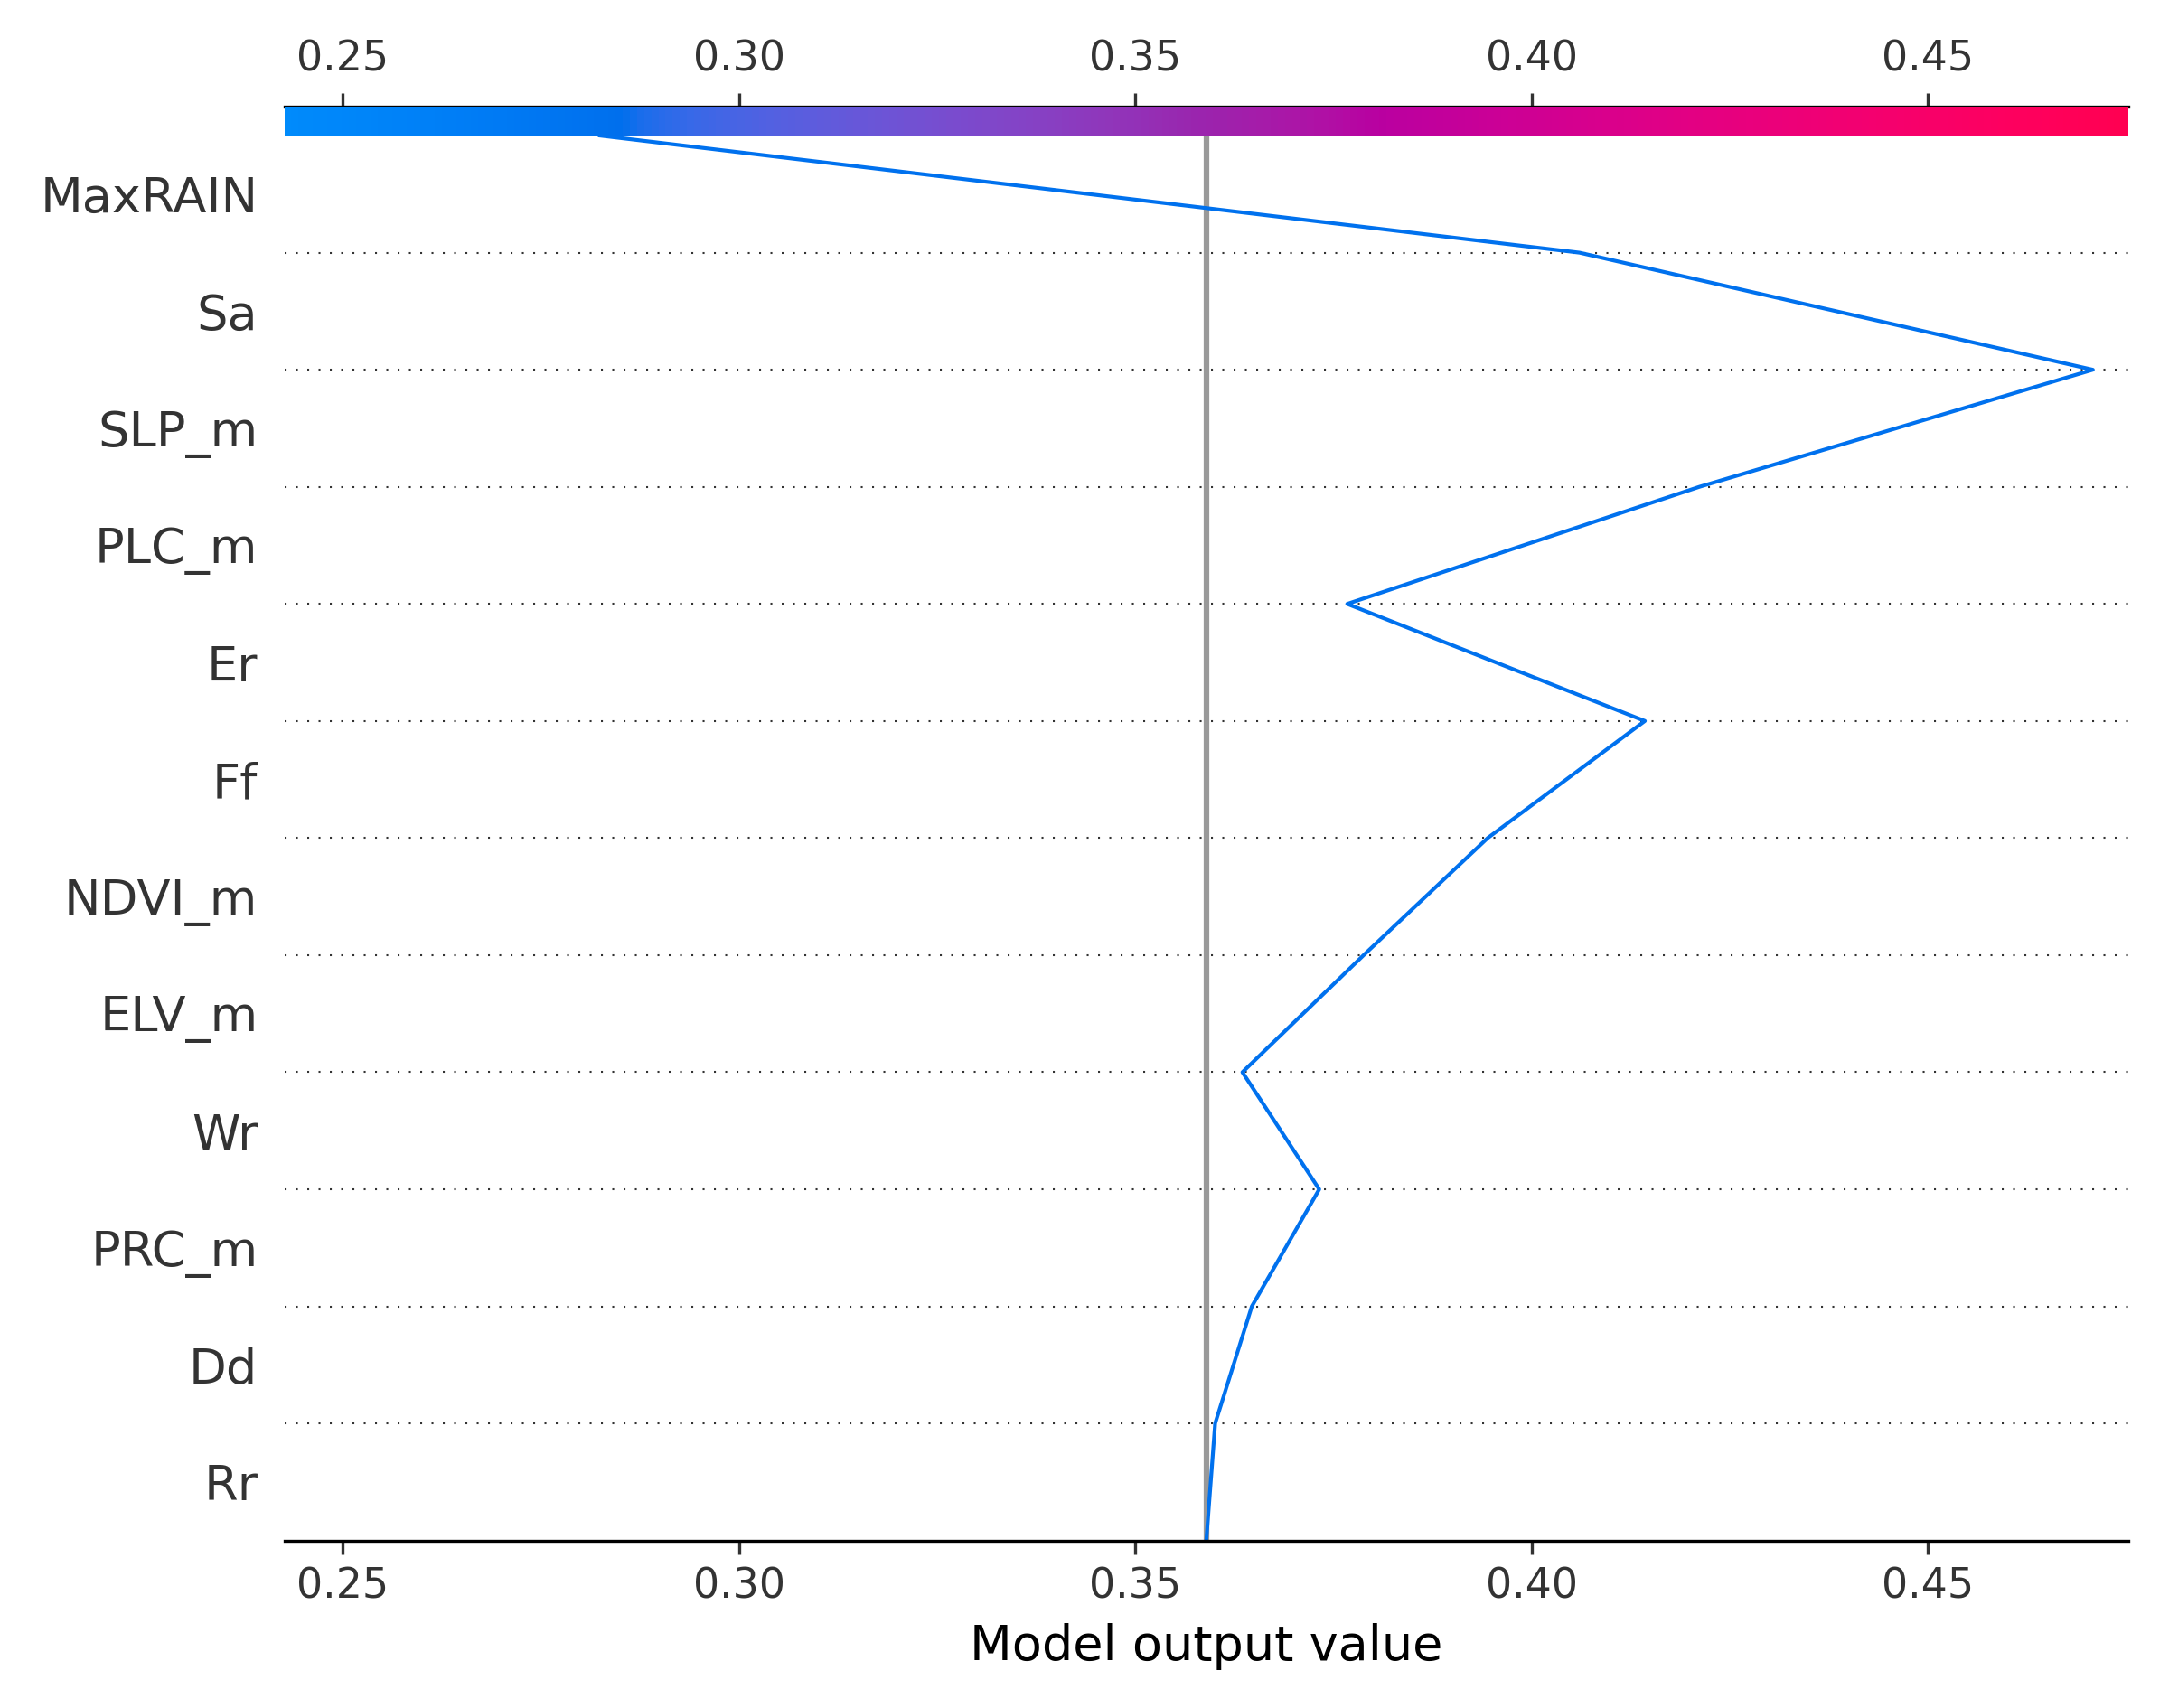 0.25 0.30 0.35 0.40 0.45
MaxRAIN
Sa
SLP_m
PLC_m
Er
Ff
NDVI_m
ELV_m
Wr
PRC_m
Dd
Rr
0.25 0.30 0.35 0.40 0.45
Model output value